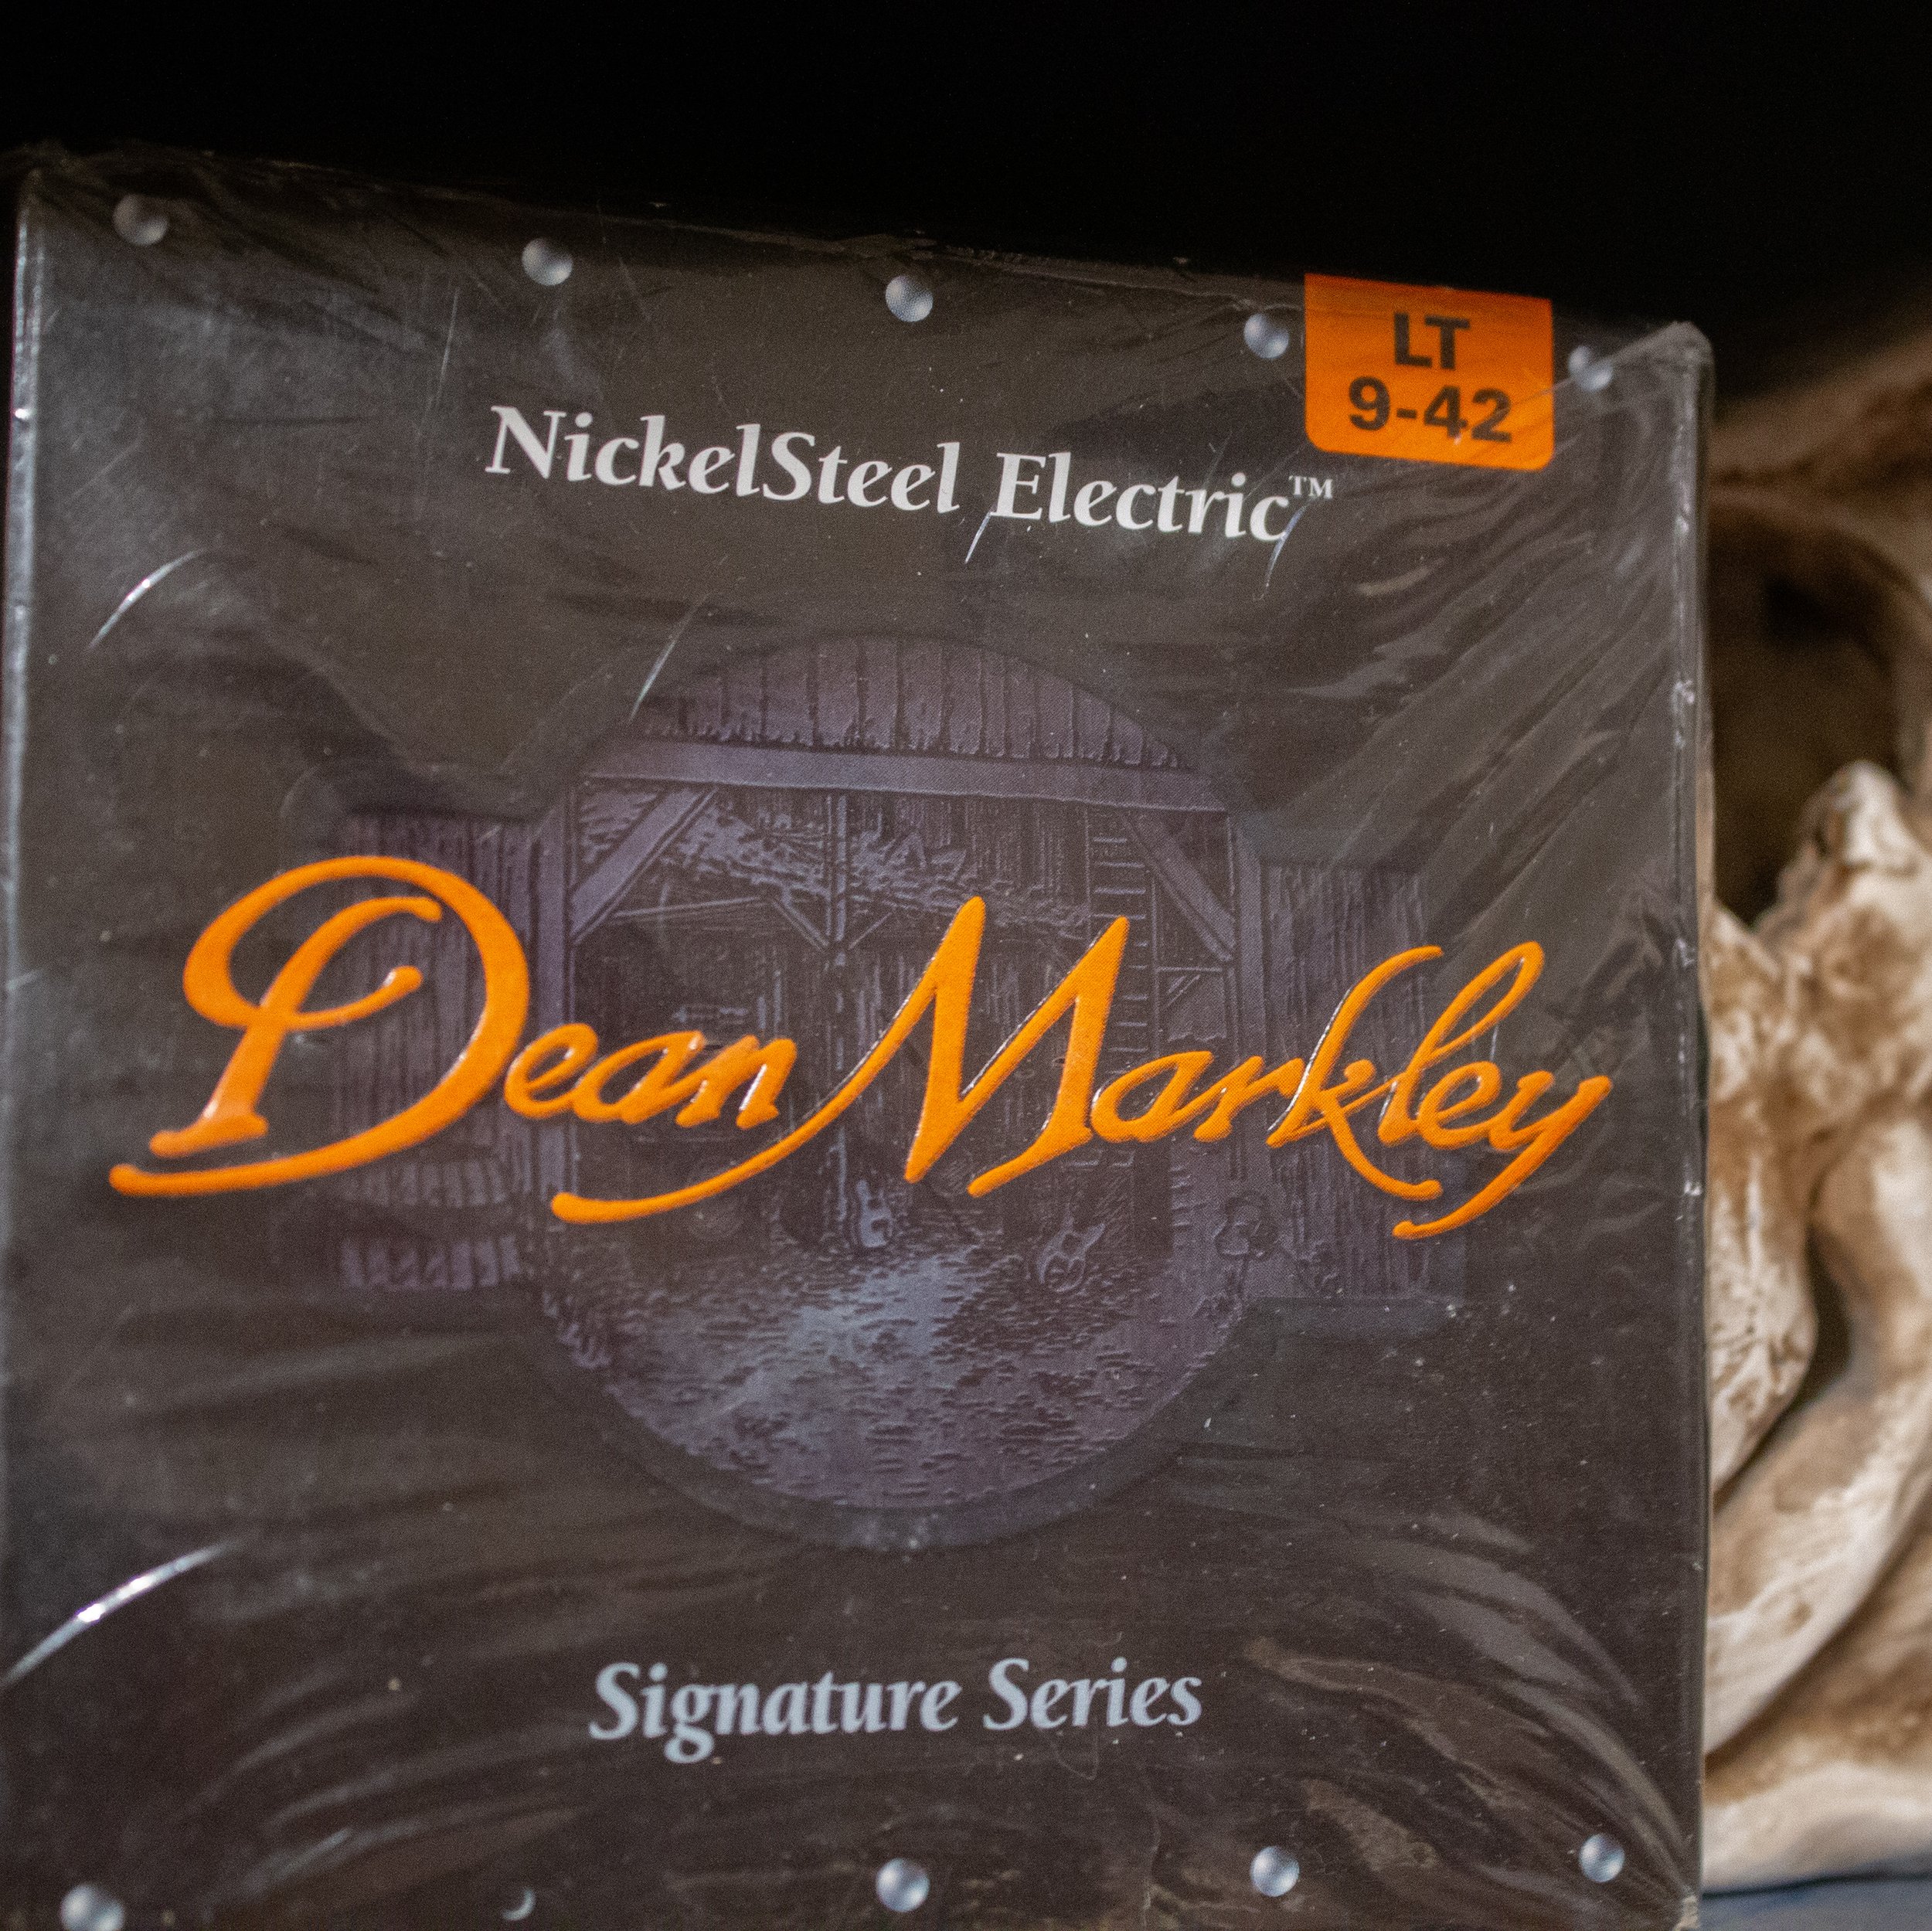 LT
9-42
NickelSteel Electric™
Dean Markley
Signature Series